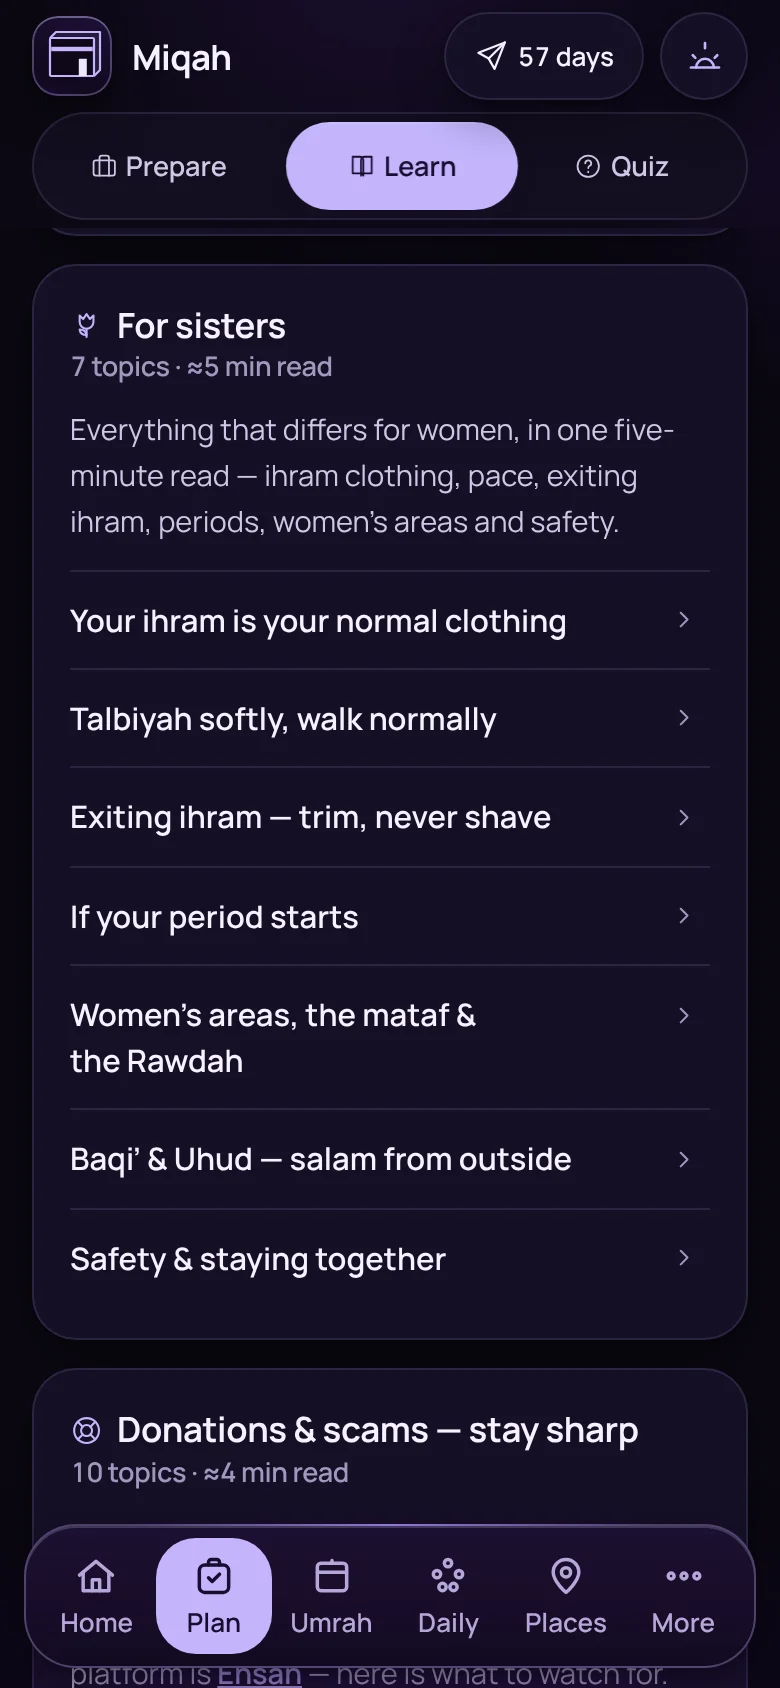 Miqah
57 days
Prepare
Learn
Quiz
For sisters
7 topics · ≈5 min read
Everything that differs for women, in one five-
minute read — ihram clothing, pace, exiting
ihram, periods, women’s areas and safety.
Your ihram is your normal clothing
Talbiyah softly, walk normally
Exiting ihram — trim, never shave
If your period starts
Women’s areas, the mataf &
the Rawdah
Baqi’ & Uhud — salam from outside
Safety & staying together
Donations & scams — stay sharp
10 topics · ≈4 min read
Home
Plan
Umrah
Daily
Places
More
platform is Ehsan — here is what to watch for.